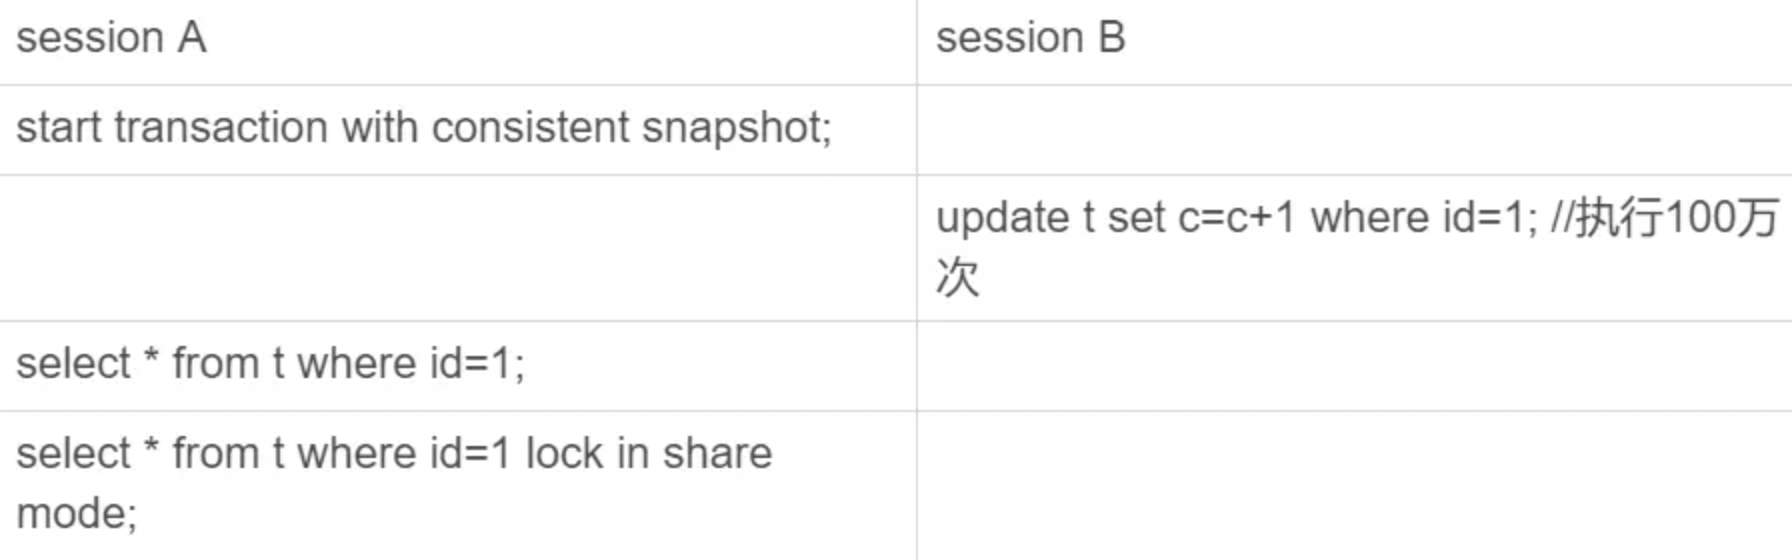 session A
session B
start transaction with consistent snapshot;
update t set c=c+1 where id=1; //执行100万
次
select * from t where id=1;
select * from t where id=1 lock in share
mode;